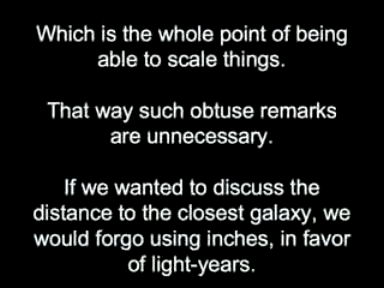 Which is the whole point of being
able to scale things.
That way such obtuse remarks
are unnecessary.
If we wanted to discuss the
distance to the closest galaxy, we
would forgo using inches, in favor
of light-years.